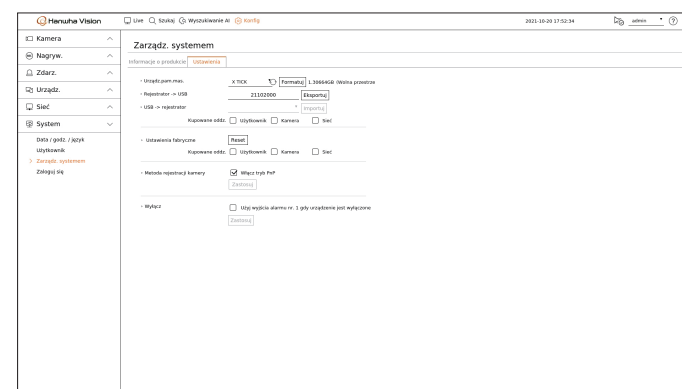 Hanwha Vision
Live Szukaj Wyszukiwanie AI Konfig
2021-10-26 17:52:34
admin
Kamera
Nagryw.
Zdarz.
Urządz.
Sieć
System
Data / godz. / język
Użytkownik
Zarządz. systemem
Zaloguj się
Zarządz. systemem
Informacje o produkcie Ustawienia
Urządz.pam.mas. X TICK Formatuj 1.30664GB (Wolna przestrze
Rejestrator -> USB 21102000 Eksportuj
USB -> rejestrator Importuj
Kupowane oddz. Użytkownik Kamera Sieć
Ustawienia fabryczne Reset
Kupowane oddz. Użytkownik Kamera Sieć
Metoda rejestracji kamery Włącz tryb PnP
Zastosuj
Wyłącz Użyj wyjścia alarmu nr. 1 gdy urządzenie jest wyłączone
Zastosuj